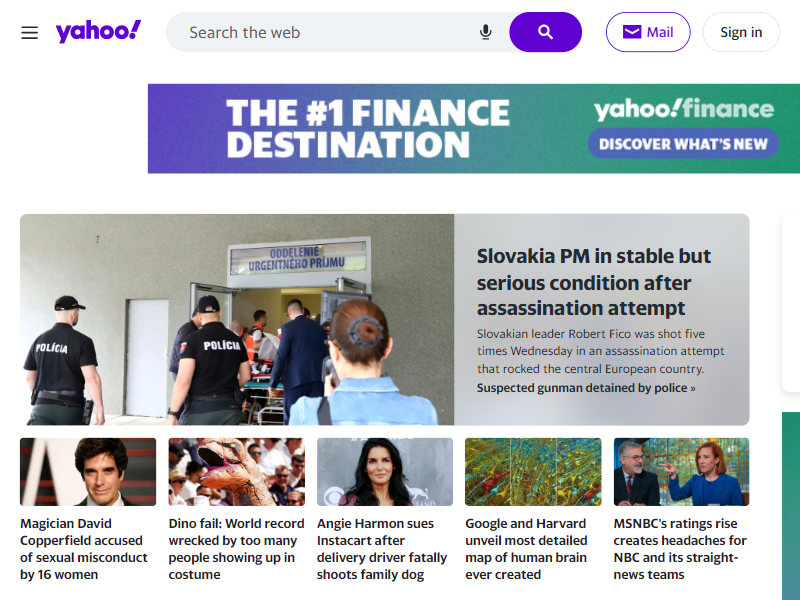 yahoo!
Search the web
Mail
Sign in
THE #1 FINANCE
DESTINATION
yahoo!finance
DISCOVER WHAT'S NEW
ODDELENIE
URGENTNÉHO PRÍJMU
POLÍCIA
POLÍCIA
Slovakia PM in stable but
serious condition after
assassination attempt
Slovakian leader Robert Fico was shot five
times Wednesday in an assassination attempt
that rocked the central European country.
Suspected gunman detained by police »
Magician David
Copperfield accused
of sexual misconduct
by 16 women
Dino fail: World record
wrecked by too many
people showing up in
costume
Angie Harmon sues
Instacart after
delivery driver fatally
shoots family dog
Google and Harvard
unveil most detailed
map of human brain
ever created
MSNBC's ratings rise
creates headaches for
NBC and its straight-
news teams